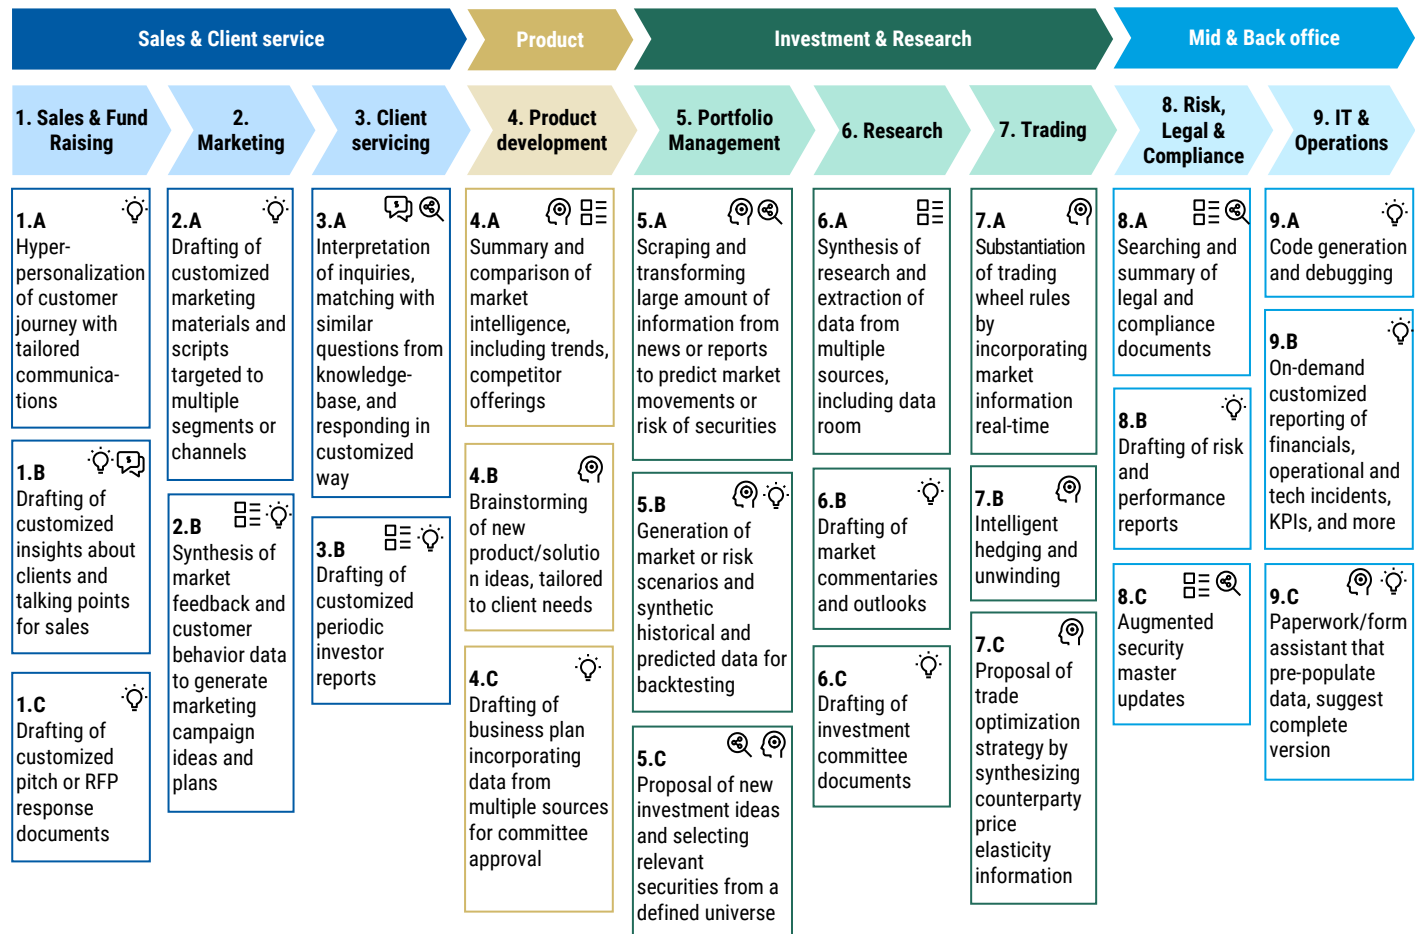 Sales & Client service
Product
Investment & Research
Mid & Back office
1. Sales & Fund
Raising
2.
Marketing
3. Client
servicing
4. Product
development
5. Portfolio
Management
6. Research
7. Trading
8. Risk,
Legal &
Compliance
9. IT &
Operations
1.A
Hyper-
personalization
of customer
journey with
tailored
communica-
tions
1.B
Drafting of
customized
insights about
clients and
talking points
for sales
1.C
Drafting of
customized
pitch or RFP
response
documents
2.A
Drafting of
customized
marketing
materials and
scripts
targeted to
multiple
segments or
channels
2.B
Synthesis of
market
feedback and
customer
behavior data
to generate
marketing
campaign
ideas and
plans
3.A
Interpretation
of inquiries,
matching with
similar
questions from
knowledge-
base, and
responding in
customized
way
3.B
Drafting of
customized
periodic
investor
reports
4.A
Summary and
comparison of
market
intelligence,
including trends,
competitor
offerings
4.B
Brainstorming
of new
product/solutio
n ideas, tailored
to client needs
4.C
Drafting of
business plan
incorporating
data from
multiple sources
for committee
approval
5.A
Scraping and
transforming
large amount of
information from
news or reports
to predict market
movements or
risk of securities
5.B
Generation of
market or risk
scenarios and
synthetic
historical and
predicted data for
backtesting
5.C
Proposal of new
investment ideas
and selecting
relevant
securities from a
defined universe
6.A
Synthesis of
research and
extraction of
data from
multiple
sources,
including data
room
6.B
Drafting of
market
commentaries
and outlooks
6.C
Drafting of
investment
committee
documents
7.A
Substantiation
of trading
wheel rules
by
incorporating
market
information
real-time
7.B
Intelligent
hedging and
unwinding
7.C
Proposal of
trade
optimization
strategy by
synthesizing
counterparty
price
elasticity
information
8.A
Searching and
summary of
legal and
compliance
documents
8.B
Drafting of risk
and
performance
reports
8.C
Augmented
security
master
updates
9.A
Code generation
and debugging
9.B
On-demand
customized
reporting of
financials,
operational and
tech incidents,
KPIs, and more
9.C
Paperwork/form
assistant that
pre-populate
data, suggest
complete
version